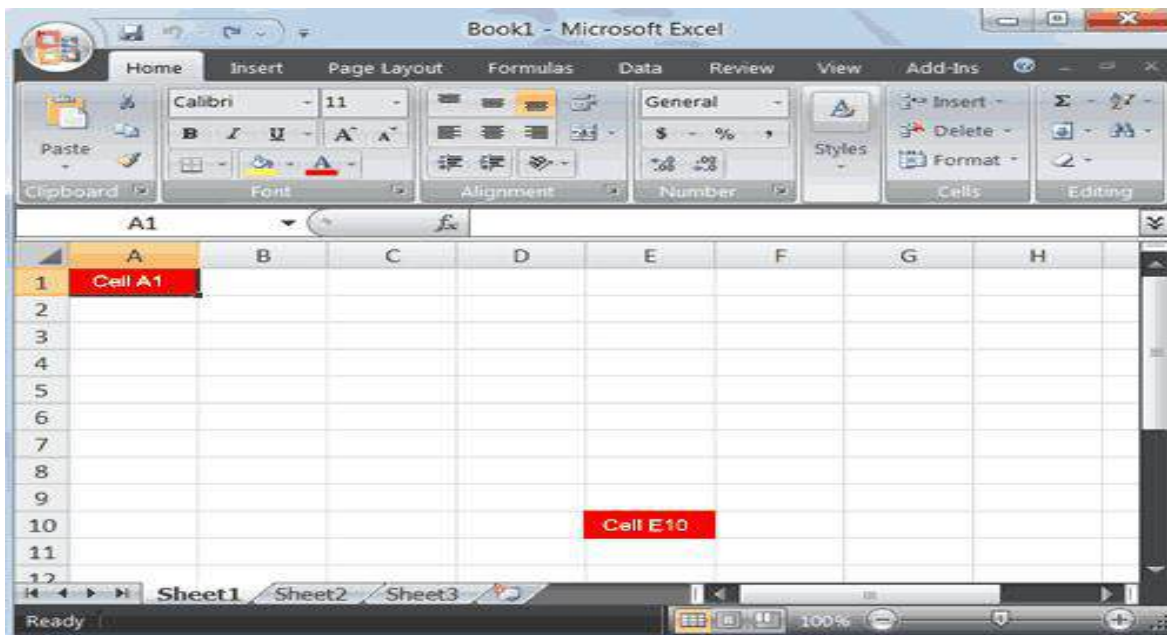 Book1 - Microsoft Excel
Home Insert Page Layout Formulas Data Review View Add-Ins
Calibri 11 General Insert
B I U A A $ % , Delete
Paste Styles Format
A
Clipboard Font Alignment Number Cells Editing
A1 fx
A B C D E F G H
1 Cell A1
2
3
4
5
6
7
8
9
10 Cell E10
11
12
Sheet1 Sheet2 Sheet3
Ready 100%